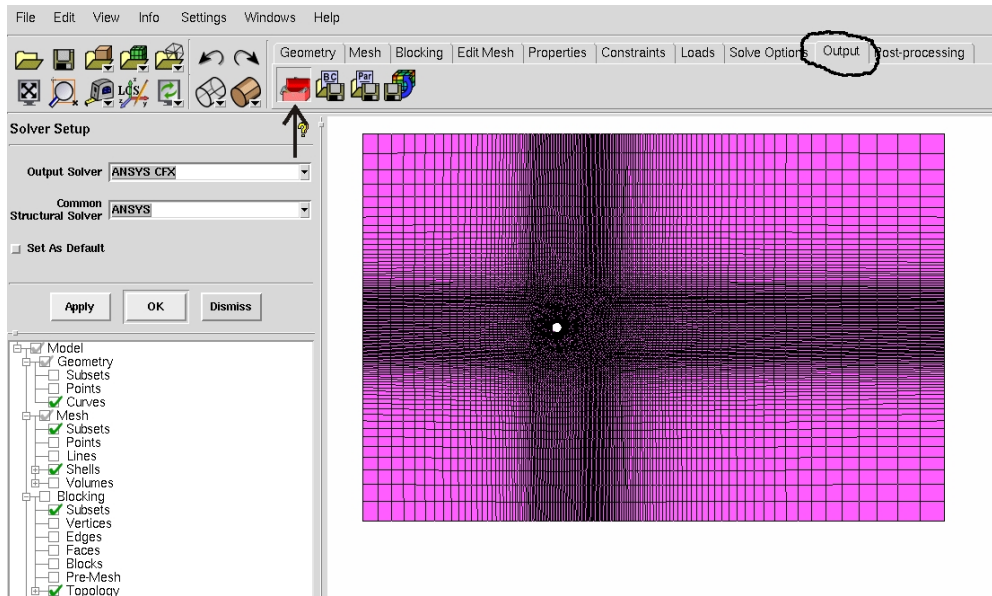 File Edit View Info Settings Windows Help
Geometry Mesh Blocking Edit Mesh Properties Constraints Loads Solve Options Output Post-processing
BC Par
LCS
Solver Setup
Output Solver ANSYS CFX
Common
Structural Solver ANSYS
Set As Default
Apply OK Dismiss
Model
Geometry
Subsets
Points
Curves
Mesh
Subsets
Points
Lines
Shells
Volumes
Blocking
Subsets
Vertices
Edges
Faces
Blocks
Pre-Mesh
Topology